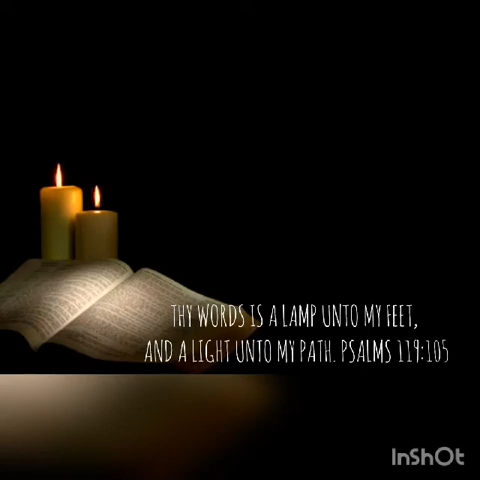 THY WORDS IS A LAMP UNTO MY FEET,
AND A LIGHT UNTO MY PATH. PSALMS 119:105
InShOt